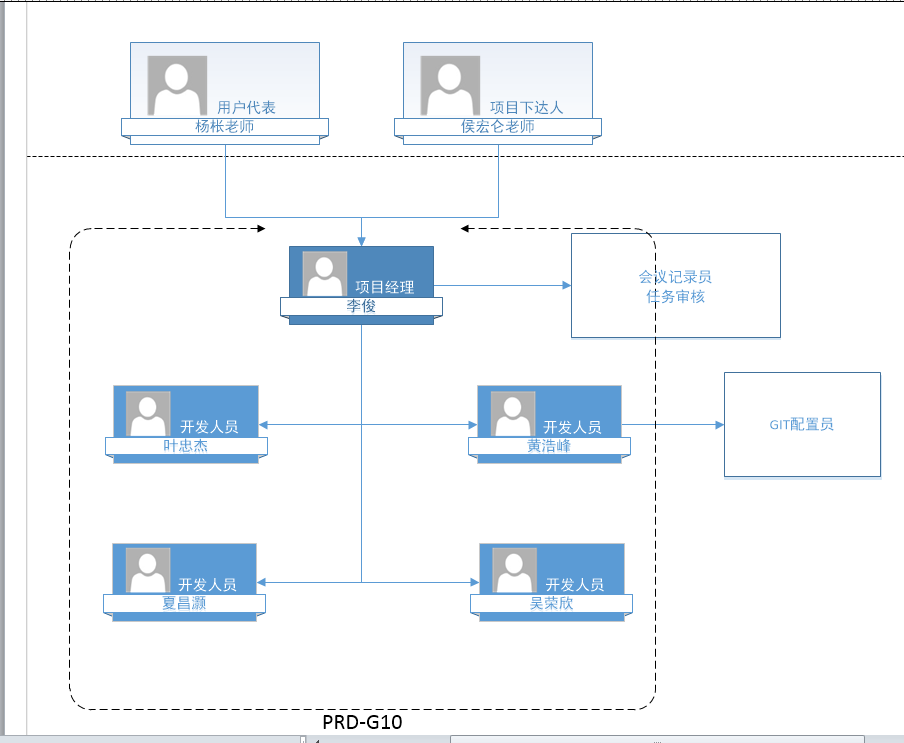 用户代表
杨枨老师
项目下达人
侯宏仑老师
项目经理
李俊
会议记录员
任务审核
开发人员
叶忠杰
开发人员
黄浩峰
GIT配置员
开发人员
夏昌灏
开发人员
吴荣欣
PRD-G10